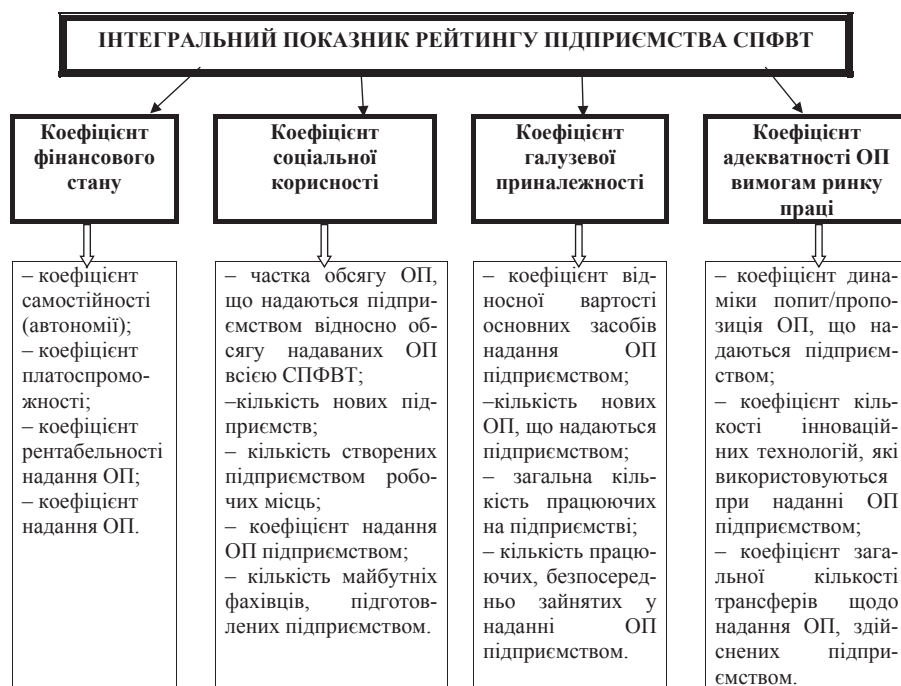 ІНТЕГРАЛЬНИЙ ПОКАЗНИК РЕЙТИНГУ ПІДПРИЄМСТВА СПФВТ
Коефіцієнт
фінансового
стану
Коефіцієнт
соціальної
корисності
Коефіцієнт
галузевої
приналежності
Коефіцієнт
адекватності ОП
вимогам ринку
праці
– коефіцієнт
самостійності
(автономії);
– коефіцієнт
платоспромо-
жності;
– коефіцієнт
рентабельності
надання ОП;
– коефіцієнт
надання ОП.
– частка обсягу ОП,
що надаються підпри-
ємством відносно об-
сягу надаваних ОП
всією СПФВТ;
–кількість нових під-
приємств;
– кількість створених
підприємством робо-
чих місць;
– коефіцієнт надання
ОП підприємством;
– кількість майбутніх
фахівців, підготов-
лених підприємством.
– коефіцієнт від-
носної вартості
основних засобів
надання ОП
підприємством;
–кількість нових
ОП, що надаються
підприємством;
– загальна кіль-
кість працюючих
на підприємстві;
– кількість працю-
ючих, безпосеред-
ньо зайнятих у
наданні ОП
підприємством.
– коефіцієнт дина-
міки попит/пропо-
зиція ОП, що на-
даються підприєм-
ством;
– коефіцієнт кіль-
кості інновацій-
них технологій, які
використовуються
при наданні ОП
підприємством;
– коефіцієнт зага-
льної кількості
трансферів щодо
надання ОП, здій-
снених підпри-
ємством.